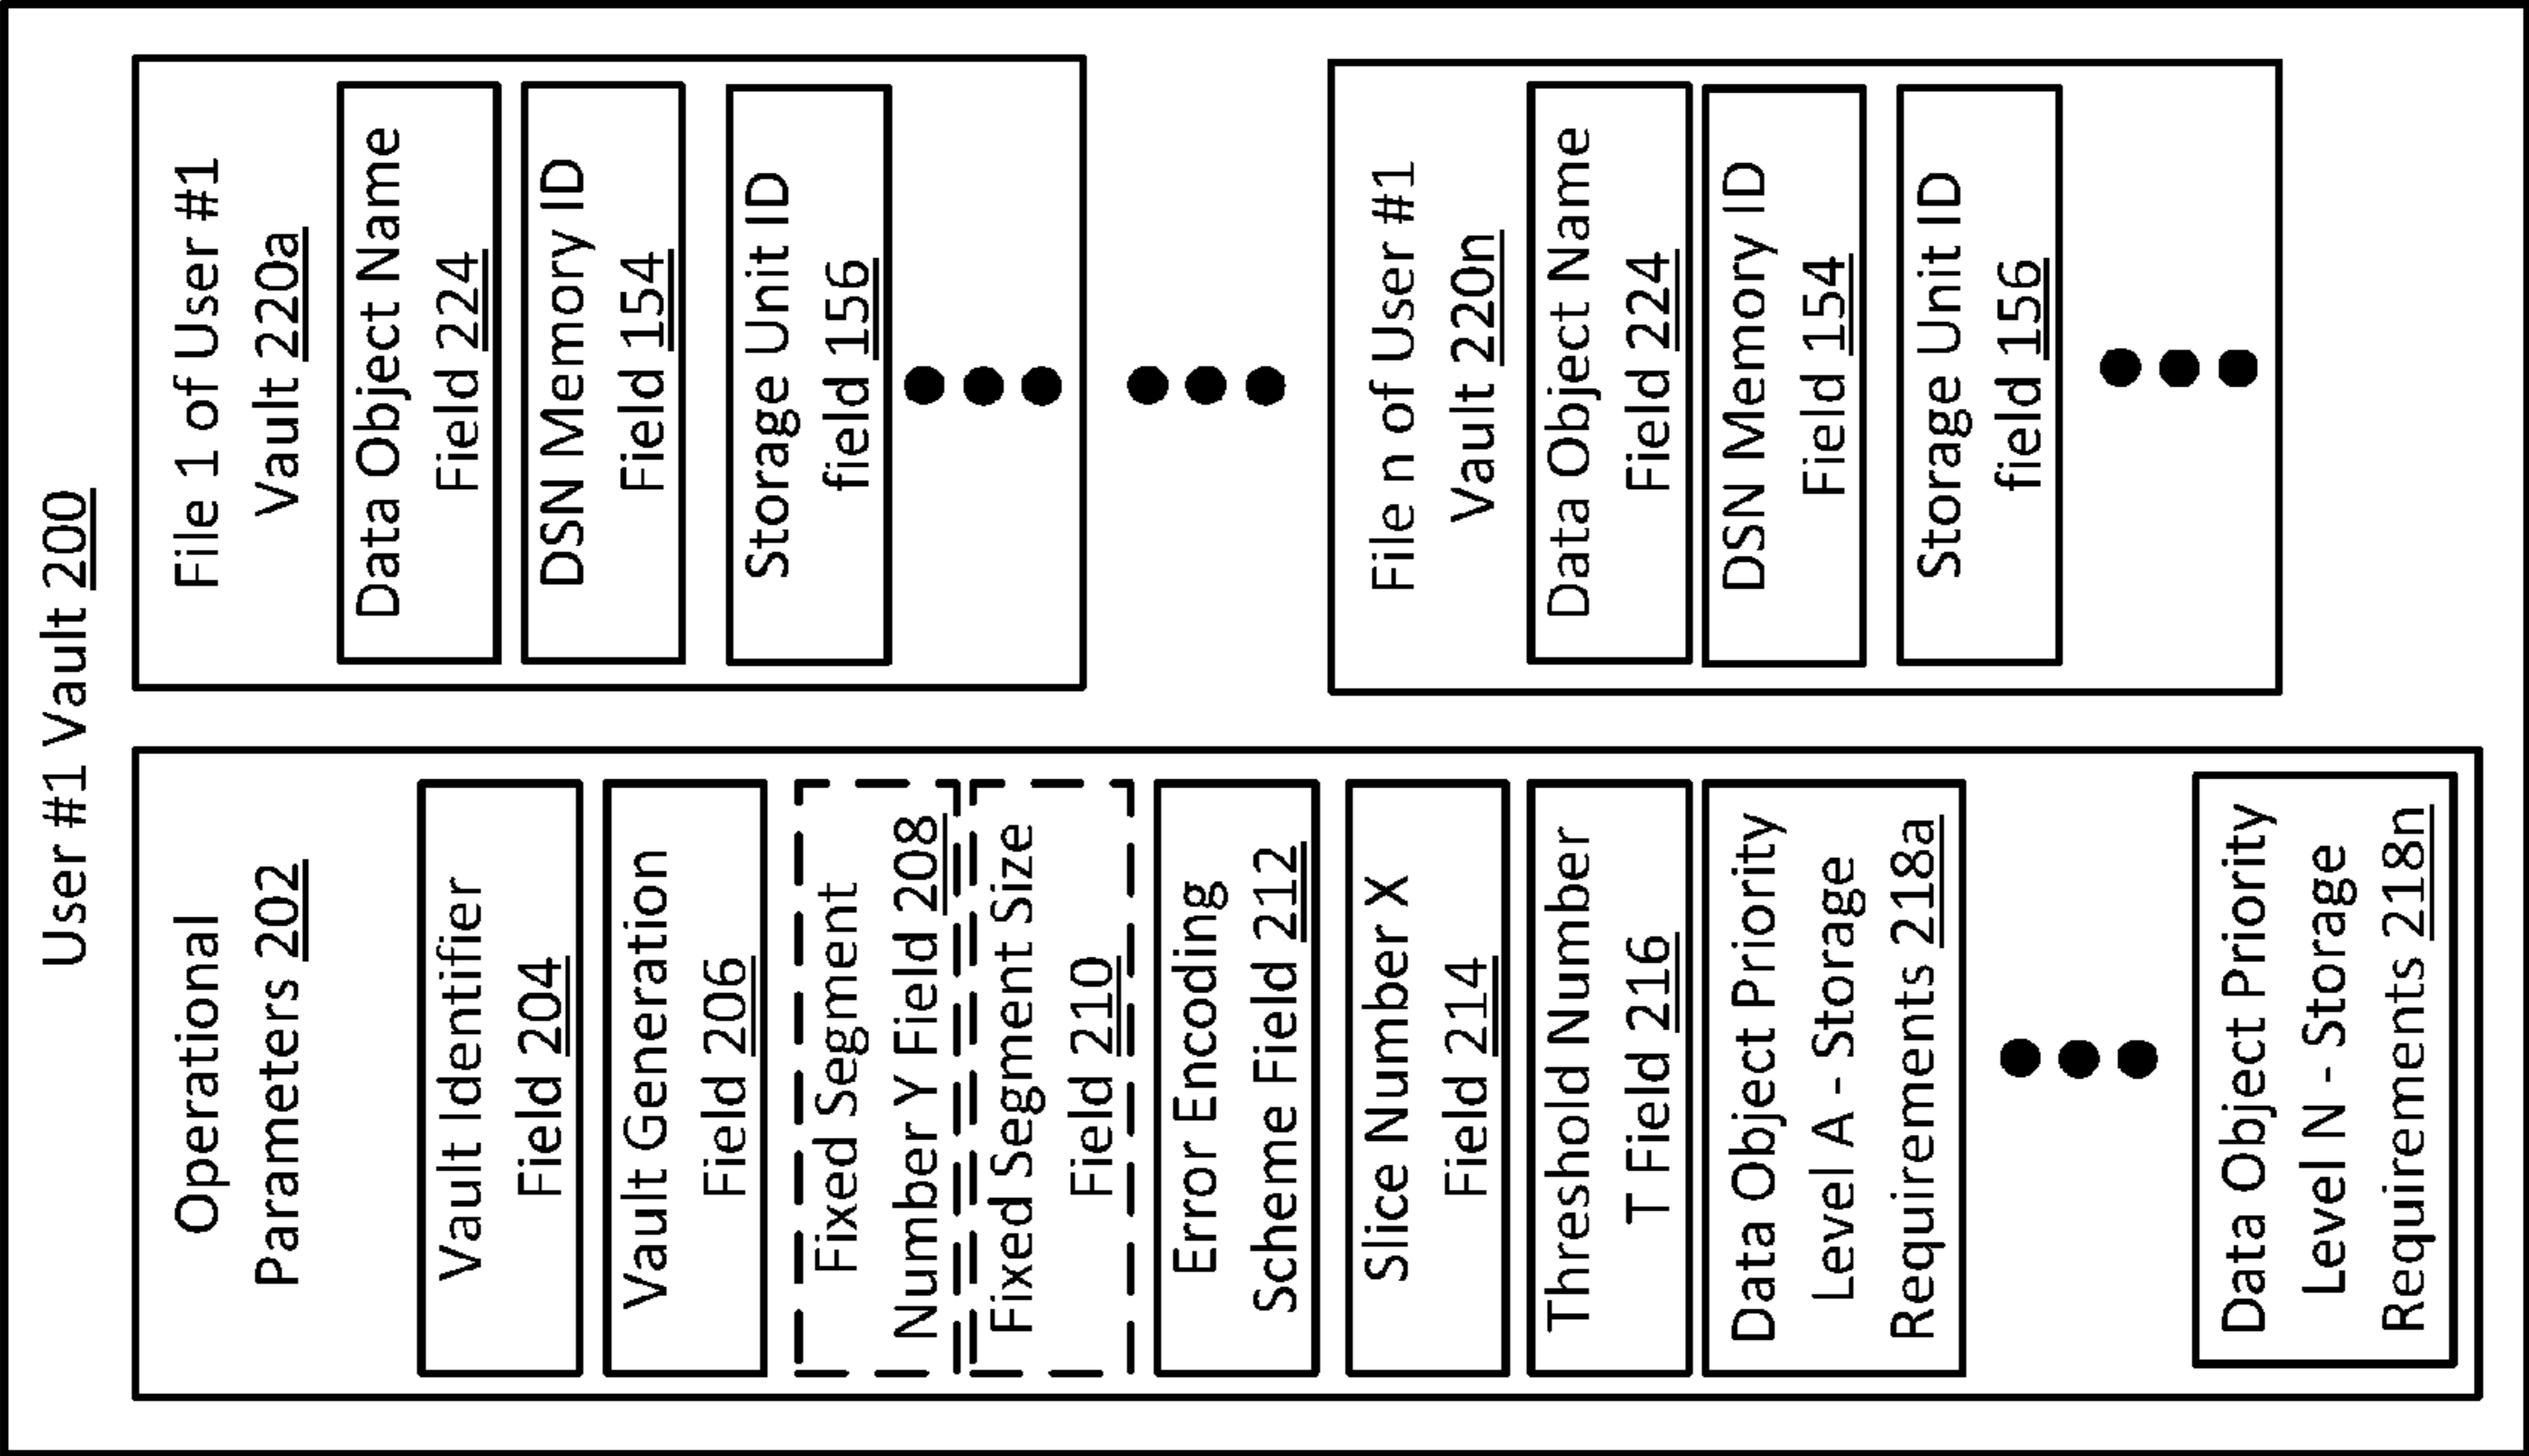 User #1 Vault 200
Operational
Parameters 202
Vault Identifier
Field 204
Vault Generation
Field 206
Fixed Segment
Number Y Field 208
Fixed Segment Size
Field 210
Error Encoding
Scheme Field 212
Slice Number X
Field 214
Threshold Number
T Field 216
Data Object Priority
Level A - Storage
Requirements 218a
Data Object Priority
Level N - Storage
Requirements 218n
File 1 of User #1
Vault 220a
Data Object Name
Field 224
DSN Memory ID
Field 154
Storage Unit ID
field 156
File n of User #1
Vault 220n
Data Object Name
Field 224
DSN Memory ID
Field 154
Storage Unit ID
field 156